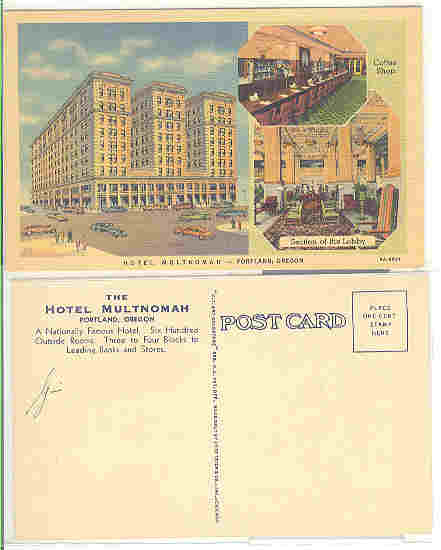 Coffee
Shop
Section of the Lobby
HOTEL MULTNOMAH — PORTLAND, OREGON
THE
HOTEL MULTNOMAH
PORTLAND, OREGON
A Nationally Famous Hotel. Six Hundred
Outside Rooms. Three to Four Blocks to
Leading Banks and Stores.
POST CARD
PLACE
ONE CENT
STAMP
HERE